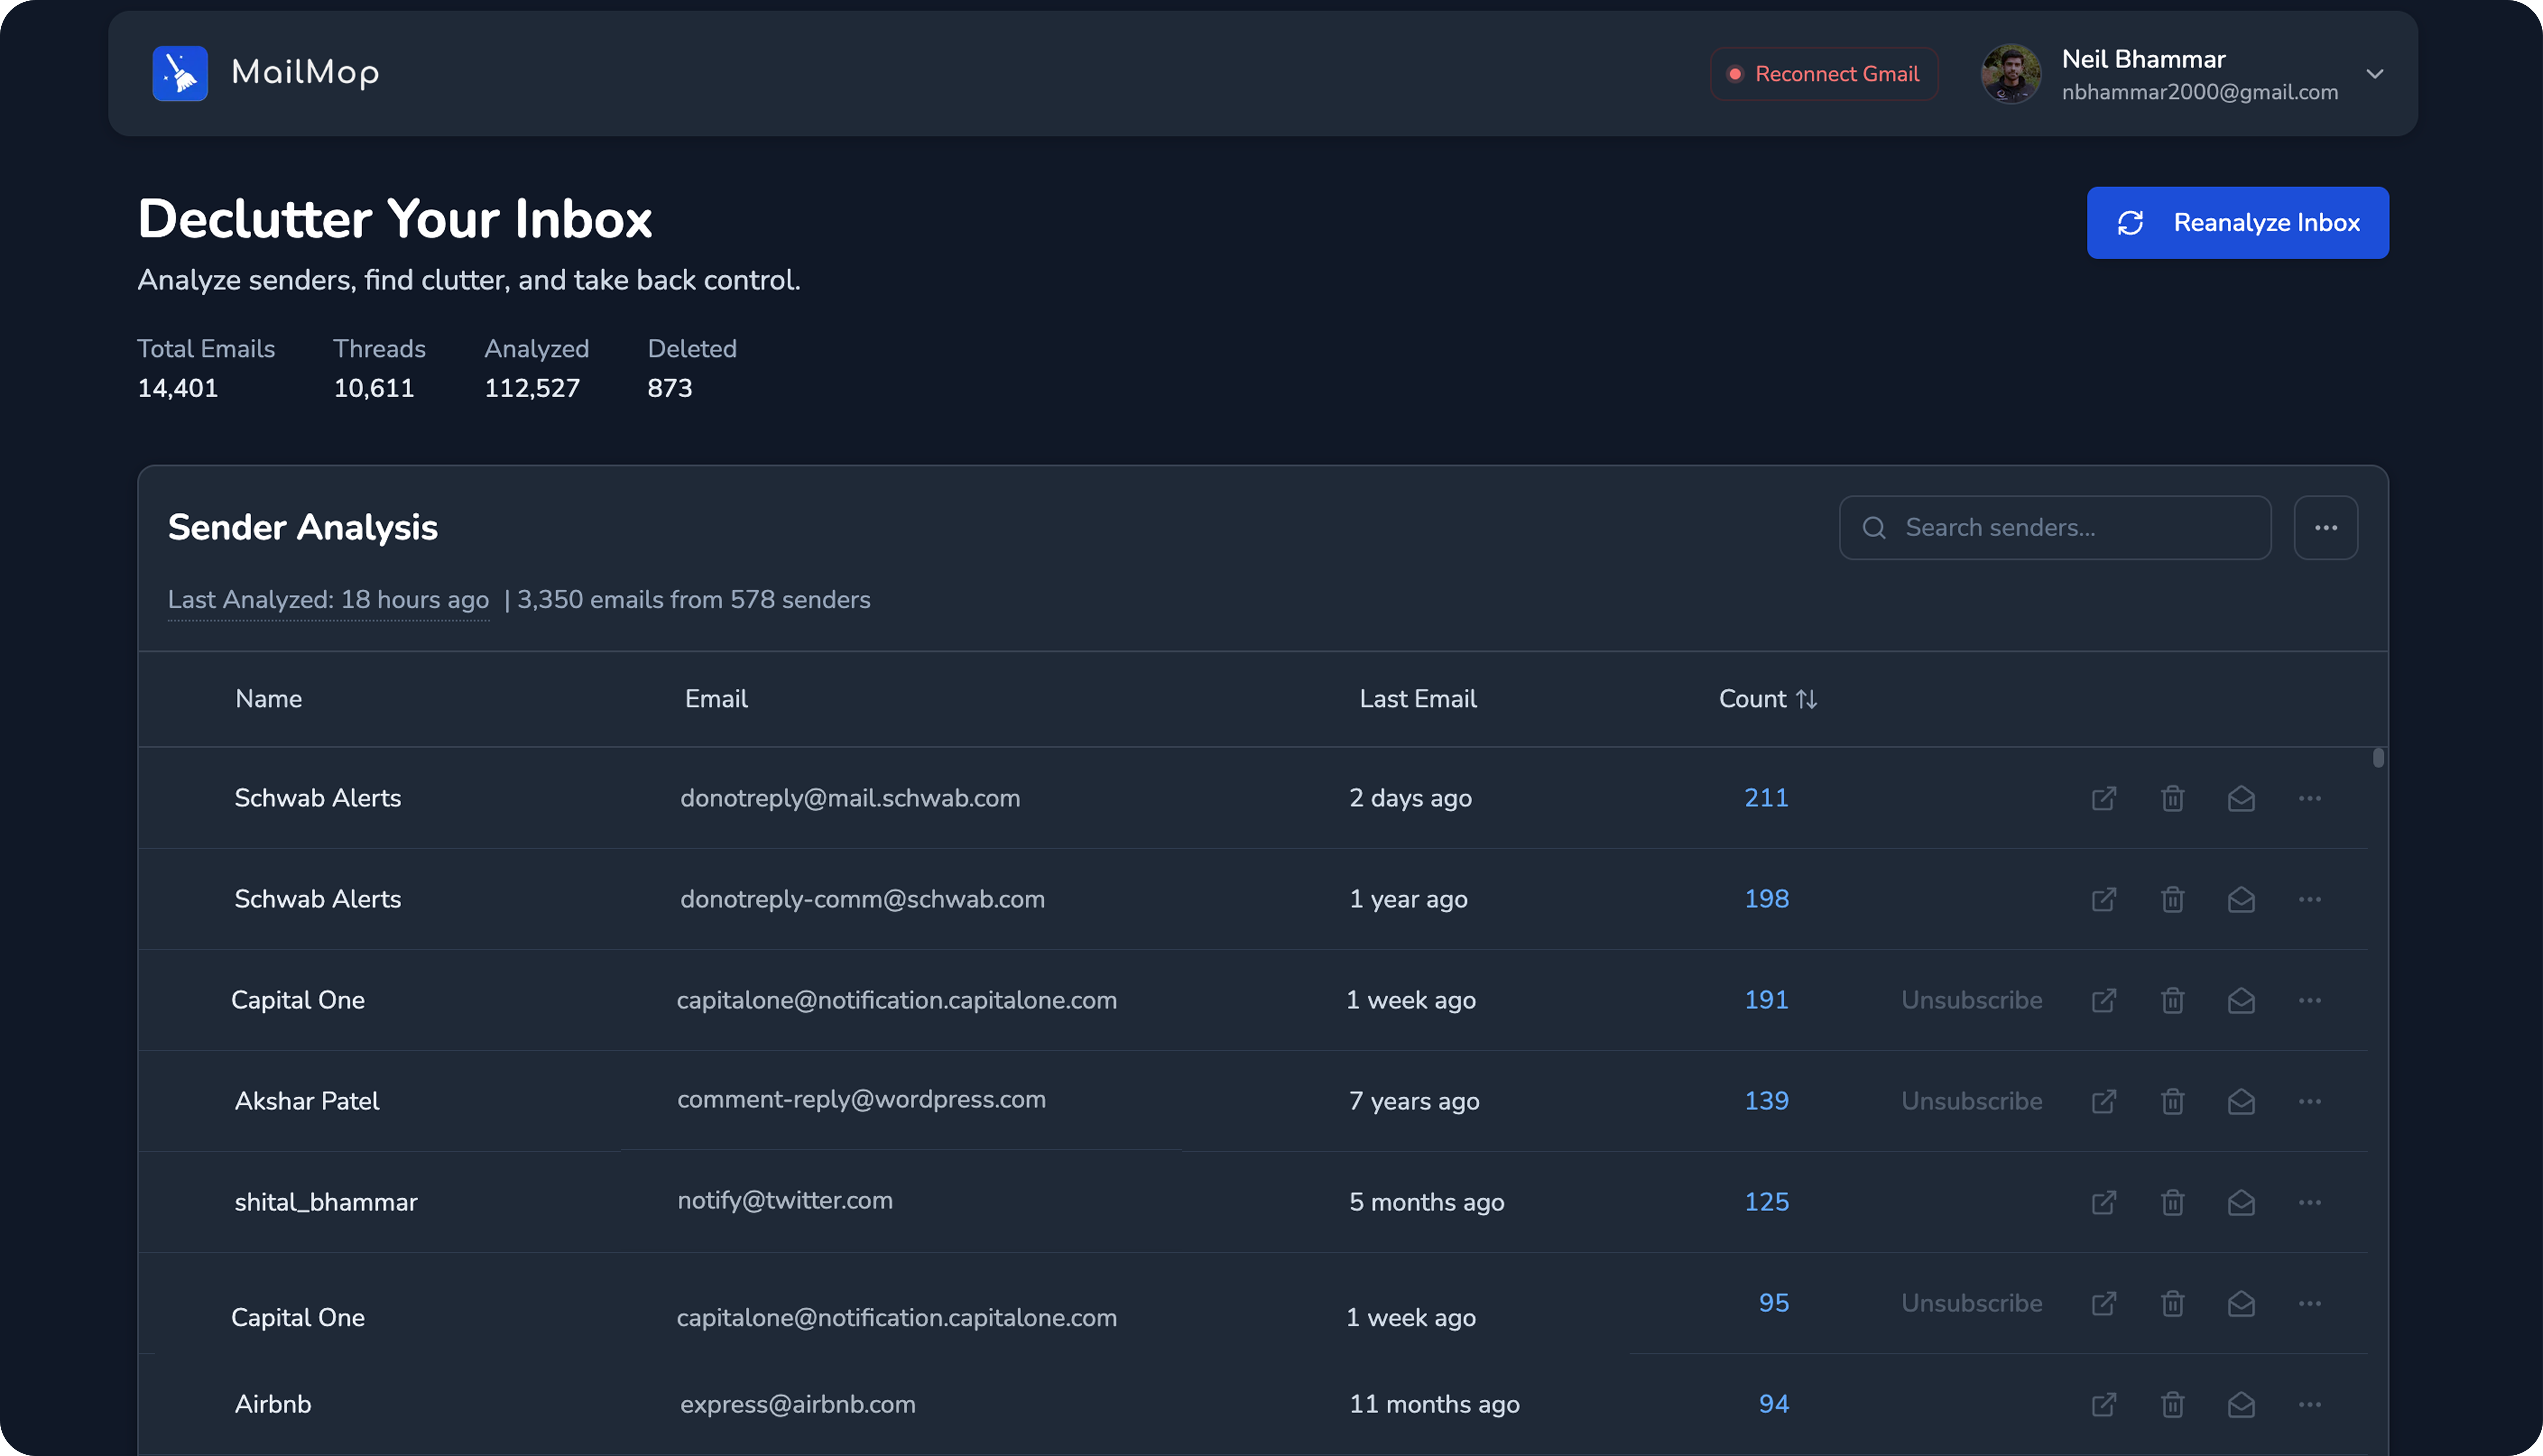 MailMop
Reconnect Gmail
Neil Bhammar
nbhammar2000@gmail.com
Declutter Your Inbox
Reanalyze Inbox
Analyze senders, find clutter, and take back control.
Total Emails Threads Analyzed Deleted
14,401 10,611 112,527 873
Sender Analysis
Search senders...
Last Analyzed: 18 hours ago | 3,350 emails from 578 senders
Name Email Last Email Count
Schwab Alerts donotreply@mail.schwab.com 2 days ago 211
Schwab Alerts donotreply-comm@schwab.com 1 year ago 198
Capital One capitalone@notification.capitalone.com 1 week ago 191 Unsubscribe
Akshar Patel comment-reply@wordpress.com 7 years ago 139 Unsubscribe
shital_bhammar notify@twitter.com 5 months ago 125
Capital One capitalone@notification.capitalone.com 1 week ago 95 Unsubscribe
Airbnb express@airbnb.com 11 months ago 94